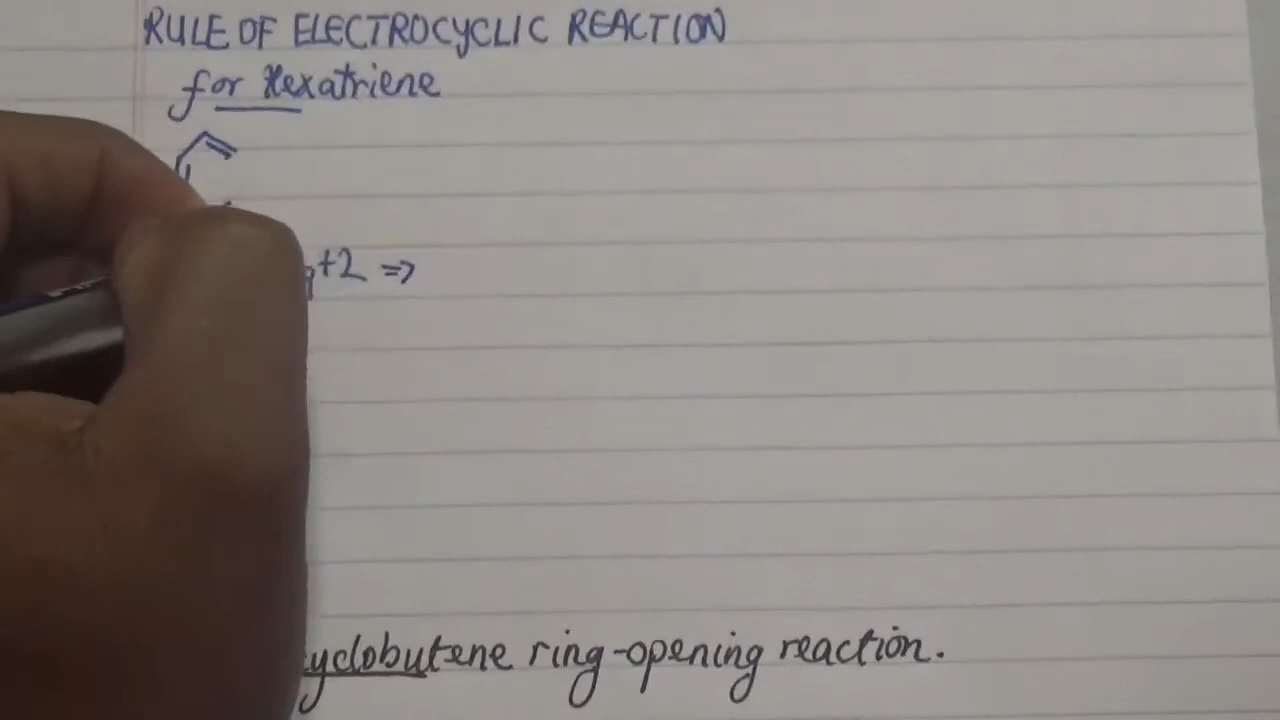 RULE OF ELECTROCYCLIC REACTION
for Hexatriene
+2 =>
yclobutene ring-opening reaction.